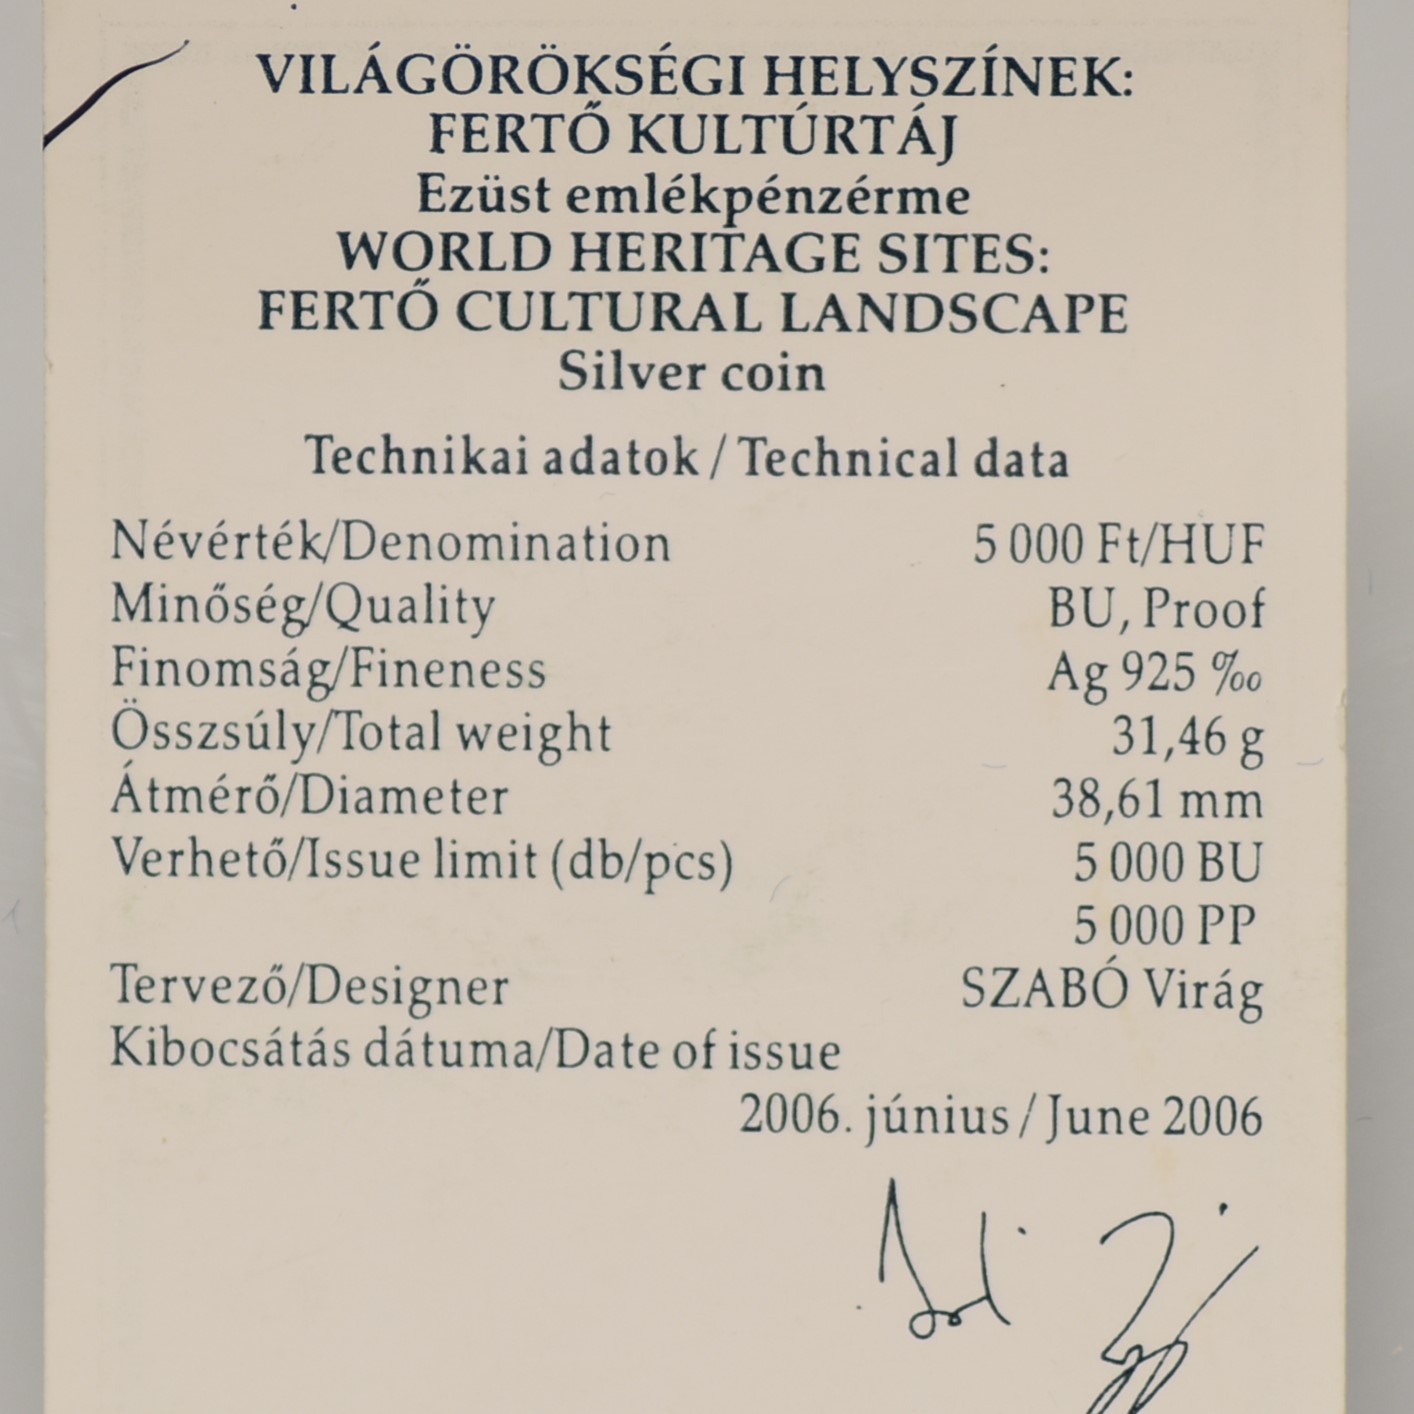 VILÁGÖRÖKSÉGI HELYSZÍNEK:
FERTŐ KULTÚRTÁJ
Ezüst emlékpénzérme
WORLD HERITAGE SITES:
FERTŐ CULTURAL LANDSCAPE
Silver coin
Technikai adatok / Technical data
Névérték/Denomination 5 000 Ft/HUF
Minőség/Quality BU, Proof
Finomság/Fineness Ag 925 ‰
Összsúly/Total weight 31,46 g
Átmérő/Diameter 38,61 mm
Verhető/Issue limit (db/pcs) 5 000 BU
5 000 PP
Tervező/Designer SZABÓ Virág
Kibocsátás dátuma/Date of issue
2006. június / June 2006